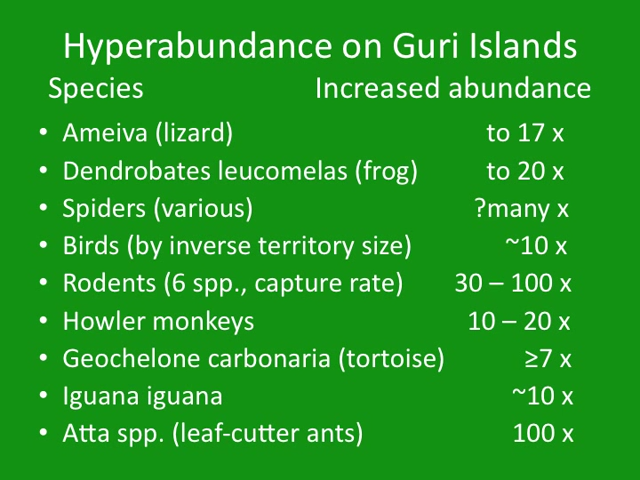 Hyperabundance on Guri Islands
Species Increased abundance
• Ameiva (lizard) to 17 x
• Dendrobates leucomelas (frog) to 20 x
• Spiders (various) ?many x
• Birds (by inverse territory size) ~10 x
• Rodents (6 spp., capture rate) 30 – 100 x
• Howler monkeys 10 – 20 x
• Geochelone carbonaria (tortoise) ≥7 x
• Iguana iguana ~10 x
• Atta spp. (leaf-cutter ants) 100 x